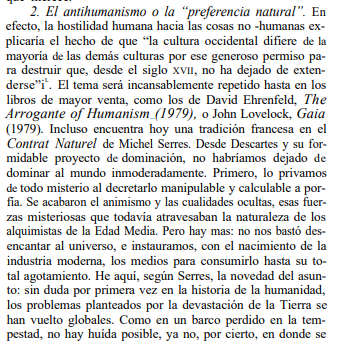 2. El antihumanismo o la “preferencia natural”. En
efecto, la hostilidad humana hacia las cosas no -humanas ex-
plicaría el hecho de que “la cultura occidental difiere de la
mayoría de las demás culturas por ese generoso permiso pa-
ra destruir que, desde el siglo XVII, no ha dejado de exten-
derse”i. El tema será incansablemente repetido hasta en los
libros de mayor venta, como los de David Ehrenfeld, The
Arrogante of Humanism (1979), o John Lovelock, Gaia
(1979). Incluso encuentra hoy una tradición francesa en el
Contrat Naturel de Michel Serres. Desde Descartes y su for-
midable proyecto de dominación, no habríamos dejado de
dominar al mundo inmoderadamente. Primero, lo privamos
de todo misterio al decretarlo manipulable y calculable a por-
fía. Se acabaron el animismo y las cualidades ocultas, esas fuer-
zas misteriosas que todavía atravesaban la naturaleza de los
alquimistas de la Edad Media. Pero hay mas: no nos bastó des-
encantar al universo, e instauramos, con el nacimiento de la
industria moderna, los medios para consumirlo hasta su to-
tal agotamiento. He aquí, según Serres, la novedad del asun-
to: sin duda por primera vez en la historia de la humanidad,
los problemas planteados por la devastación de la Tierra se
han vuelto globales. Como en un barco perdido en la tem-
pestad, no hay huída posible, ya no, por cierto, en donde se